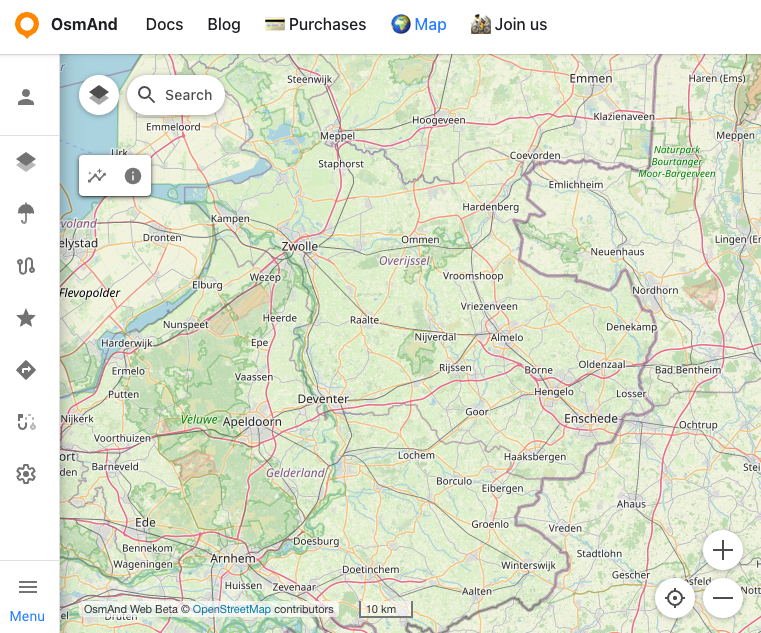 OsmAnd Docs Blog Purchases Map Join us
Search
Steenwijk
Emmen
Haren (Ems)
Emmeloord
Hoogeveen
Klazienaveen
Meppel
Meppen
Urk
Staphorst
Coevorden
Naturpark
Bourtanger
Moor-Bargerveen
Emlichheim
Kampen
Hardenberg
Dronten
Zwolle
Ommen
Overijssel
Neuenhaus
Lingen (E
elystad
Wezep
Vroomshoop
Nordhorn
Flevopolder
Elburg
Nunspeet
Heerde
Raalte
Vriezenveen
Denekamp
Harderwijk
Epe
Nijverdal
Almelo
Ermelo
Putten
Vaassen
Rijssen
Borne
Oldenzaal
Bad Bentheim
Deventer
Hengelo
Losser
Nijkerk
Veluwe
Apeldoorn
Goor
Enschede
Ochtrup
Voorthuizen
ort
Barneveld
Gelderland
Lochem
Haaksbergen
Borculo
Eibergen
Ahaus
Ede
Groenlo
Vreden
Bennekom
Wageningen
Doesburg
Arnhem
Doetinchem
Winterswijk
Stadtlohn
Gescher
Huissen
Zevenaar
Aalten
Menu
OsmAnd Web Beta © OpenStreetMap contributors
10 km